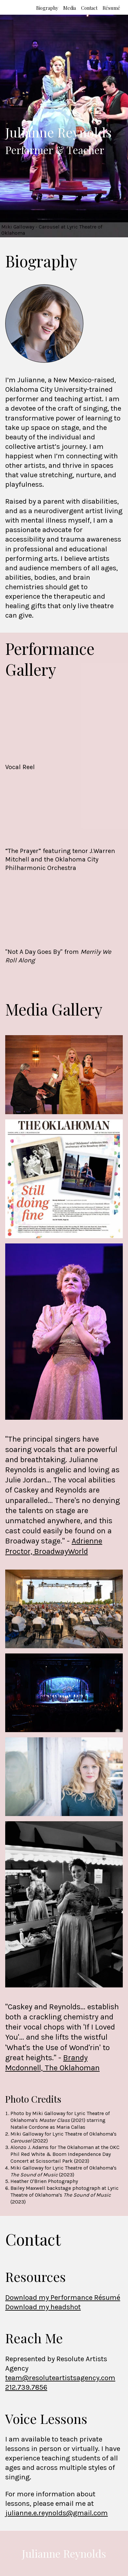 Biography Media Contact Résumé
Julianne Reynolds
Performer & Teacher
Miki Galloway - Carousel at Lyric Theatre of
Oklahoma
Biography
I'm Julianne, a New Mexico-raised,
Oklahoma City University-trained
performer and teaching artist. I am
a devotee of the craft of singing, the
transformative power of learning to
take up space on stage, and the
beauty of the individual and
collective artist's journey. I am
happiest when I'm connecting with
other artists, and thrive in spaces
that value stretching, nurture, and
playfulness.
Raised by a parent with disabilities,
and as a neurodivergent artist living
with mental illness myself, I am a
passionate advocate for
accessibility and trauma awareness
in professional and educational
performing arts. I believe artists
and audience members of all ages,
abilities, bodies, and brain
chemistries should get to
experience the therapeutic and
healing gifts that only live theatre
can give.
Performance
Gallery
Vocal Reel
"The Prayer" featuring tenor J.Warren
Mitchell and the Oklahoma City
Philharmonic Orchestra
"Not A Day Goes By" from Merrily We
Roll Along
Media Gallery
THE OKLAHOMAN
Still
doing
fine
"The principal singers have
soaring vocals that are powerful
and breathtaking. Julianne
Reynolds is angelic and loving as
Julie Jordan... The vocal abilities
of Caskey and Reynolds are
unparalleled... There's no denying
the talents on stage are
unmatched anywhere, and this
cast could easily be found on a
Broadway stage." - Adrienne
Proctor, BroadwayWorld
"Caskey and Reynolds... establish
both a crackling chemistry and
their vocal chops with 'If I Loved
You'... and she lifts the wistful
'What's the Use of Wond'rin' to
great heights." - Brandy
Mcdonnell, The Oklahoman
Photo Credits
1. Photo by Miki Galloway for Lyric Theatre of
Oklahoma's Master Class (2021) starring
Natalie Cordone as Maria Callas
2. Miki Galloway for Lyric Theatre of Oklahoma's
Carousel (2022)
3. Alonzo J. Adams for The Oklahoman at the OKC
Phil Red White & Boom Independence Day
Concert at Scissortail Park (2023)
4. Miki Galloway for Lyric Theatre of Oklahoma's
The Sound of Music (2023)
5. Heather O'Brien Photography
6. Bailey Maxwell backstage photograph at Lyric
Theatre of Oklahoma's The Sound of Music
(2023)
Contact
Resources
Download my Performance Résumé
Download my headshot
Reach Me
Represented by Resolute Artists
Agency
team@resoluteartistsagency.com
212.739.7856
Voice Lessons
I am available to teach private
lessons in person or virtually. I have
experience teaching students of all
ages and across multiple styles of
singing.
For more information about
lessons, please email me at
julianne.e.reynolds@gmail.com
Julianne Reynolds